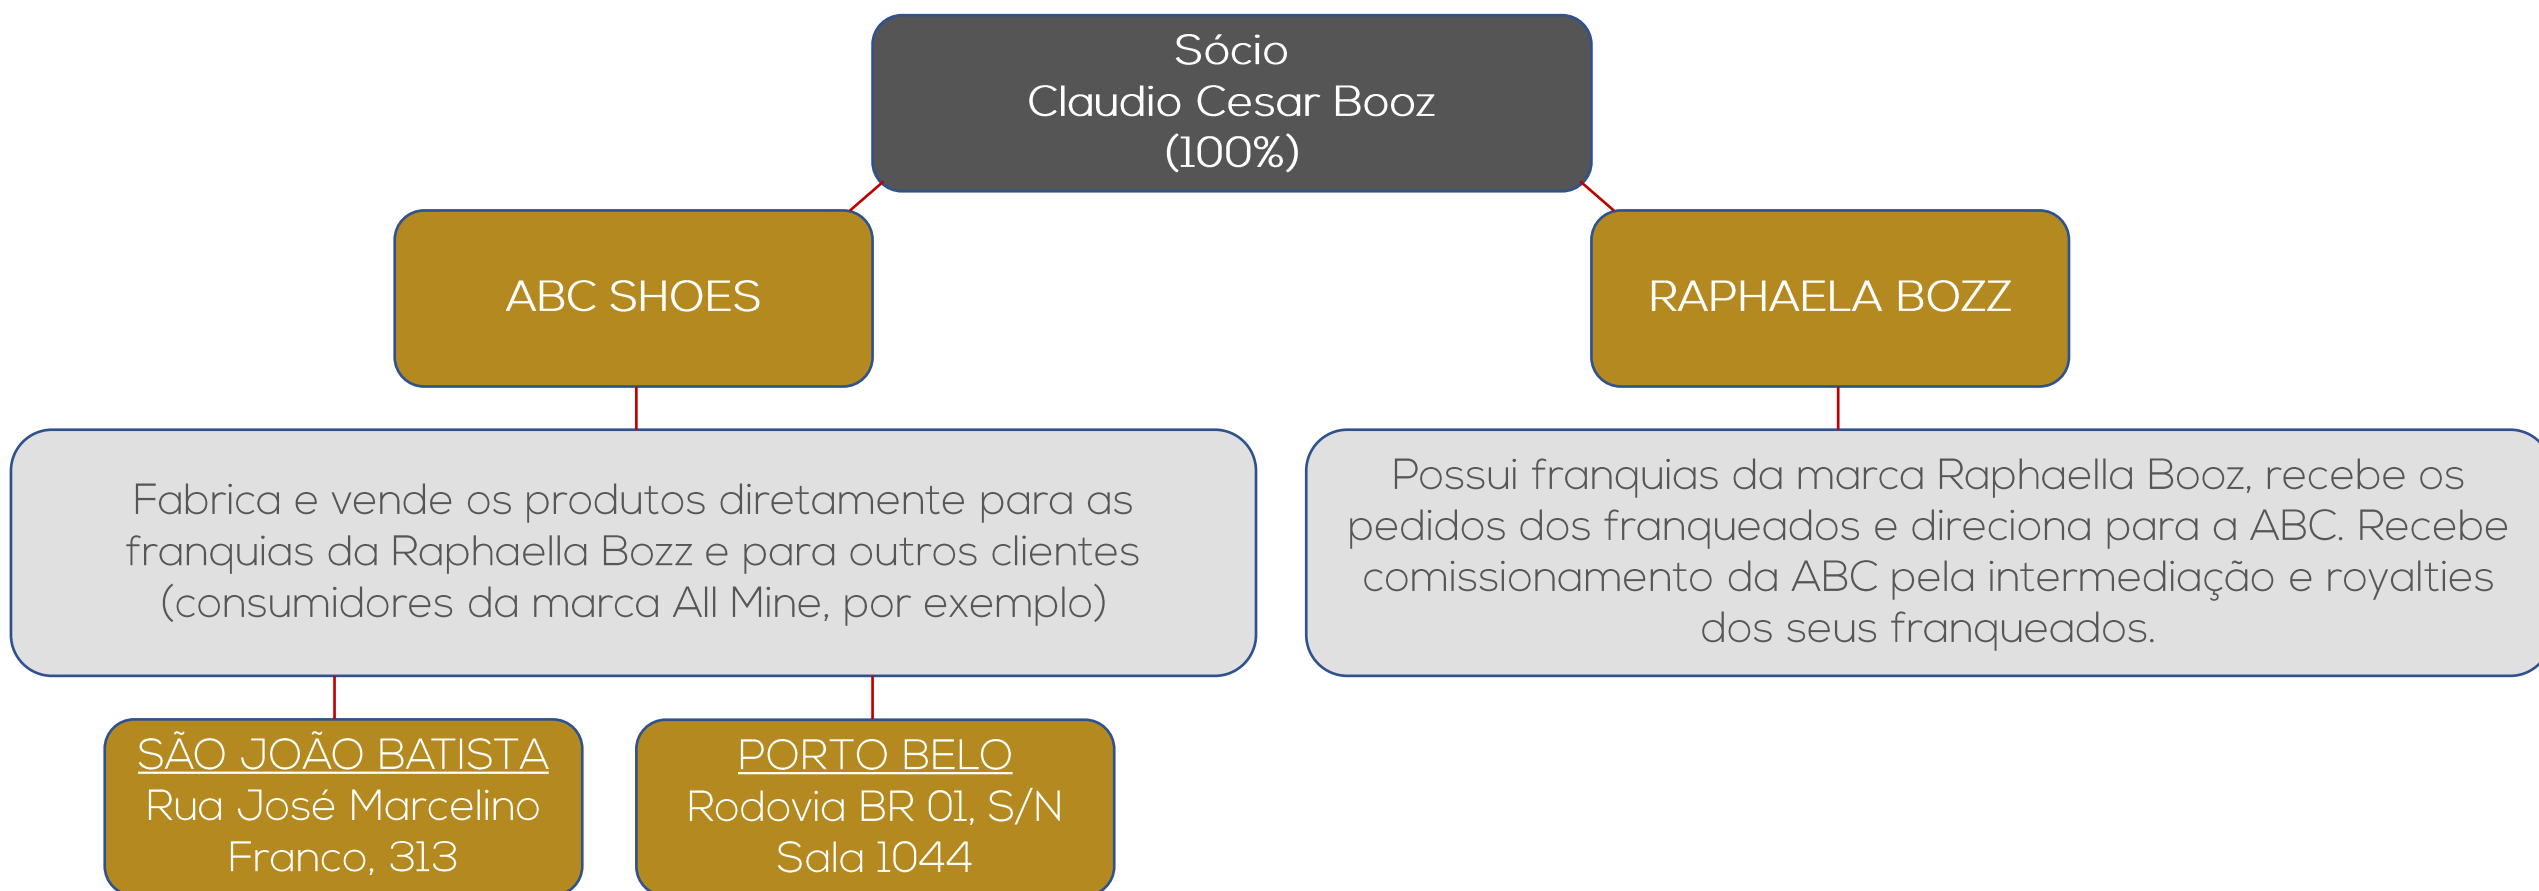 Sócio
Claudio Cesar Booz
(100%)
ABC SHOES
RAPHAELA BOZZ
Fabrica e vende os produtos diretamente para as
franquias da Raphaella Bozz e para outros clientes
(consumidores da marca All Mine, por exemplo)
Possui franquias da marca Raphaella Booz, recebe os
pedidos dos franqueados e direciona para a ABC. Recebe
comissionamento da ABC pela intermediação e royalties
dos seus franqueados.
SÃO JOÃO BATISTA
Rua José Marcelino
Franco, 313
PORTO BELO
Rodovia BR 01, S/N
Sala 1044